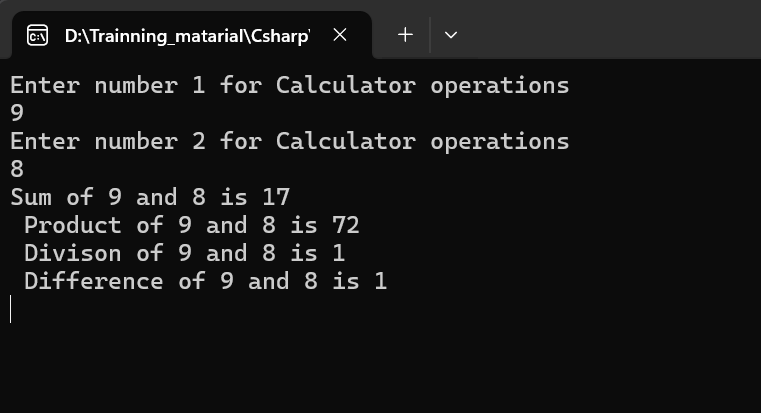 D:\Trainning_matarial\Csharp\
Enter number 1 for Calculator operations
9
Enter number 2 for Calculator operations
8
Sum of 9 and 8 is 17
 Product of 9 and 8 is 72
 Divison of 9 and 8 is 1
 Difference of 9 and 8 is 1